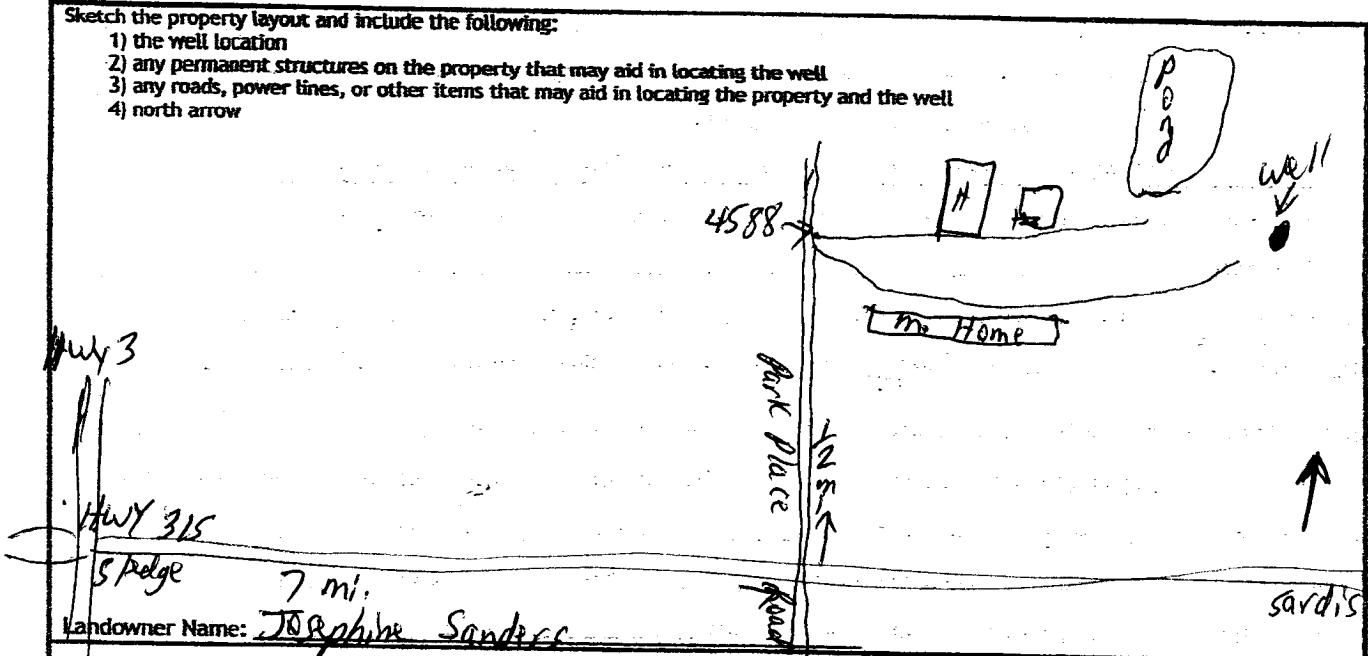 Sketch the property layout and include the following:
1) the well location
2) any permanent structures on the property that may aid in locating the well
3) any roads, power lines, or other items that may aid in locating the property and the well
4) north arrow
Pond
well
H
4588
M. Home
Hwy 3
Park Place Road
1/2 mi
HWY 315
7 mi.
Sardis
Landowner Name: Josephine Sanders